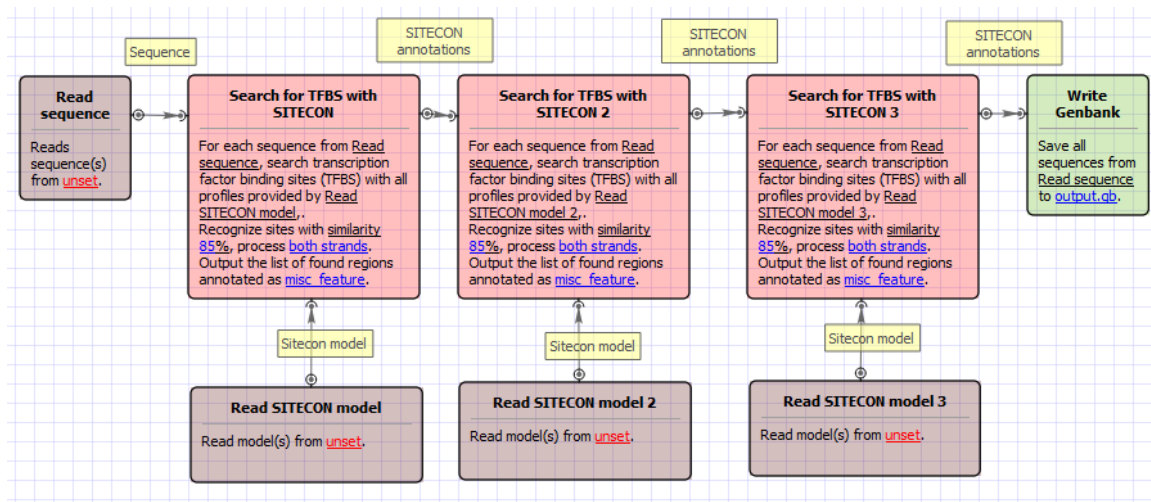 SITECON
annotations
SITECON
annotations
SITECON
annotations
Sequence
Read
sequence
Reads
sequence(s)
from unset.
Search for TFBS with
SITECON
For each sequence from Read
sequence, search transcription
factor binding sites (TFBS) with all
profiles provided by Read
SITECON model,.
Recognize sites with similarity
85%, process both strands.
Output the list of found regions
annotated as misc_feature.
Search for TFBS with
SITECON 2
For each sequence from Read
sequence, search transcription
factor binding sites (TFBS) with all
profiles provided by Read
SITECON model 2,.
Recognize sites with similarity
85%, process both strands.
Output the list of found regions
annotated as misc_feature.
Search for TFBS with
SITECON 3
For each sequence from Read
sequence, search transcription
factor binding sites (TFBS) with all
profiles provided by Read
SITECON model 3,.
Recognize sites with similarity
85%, process both strands.
Output the list of found regions
annotated as misc_feature.
Write
Genbank
Save all
sequences from
Read sequence
to output.gb.
Sitecon model
Sitecon model
Sitecon model
Read SITECON model
Read model(s) from unset.
Read SITECON model 2
Read model(s) from unset.
Read SITECON model 3
Read model(s) from unset.